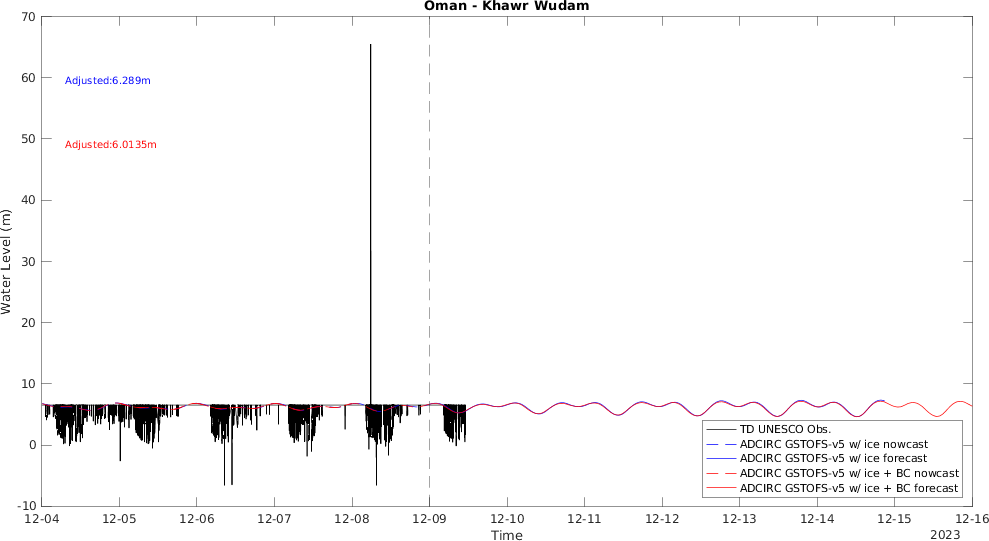 Oman - Khawr Wudam
70
60
50
40
30
20
10
0
-10
Water Level (m)
Adjusted:6.289m
Adjusted:6.0135m
TD UNESCO Obs.
ADCIRC GSTOFS-v5 w/ ice nowcast
ADCIRC GSTOFS-v5 w/ ice forecast
ADCIRC GSTOFS-v5 w/ ice + BC nowcast
ADCIRC GSTOFS-v5 w/ ice + BC forecast
12-04 12-05 12-06 12-07 12-08 12-09 12-10 12-11 12-12 12-13 12-14 12-15 12-16
Time
2023